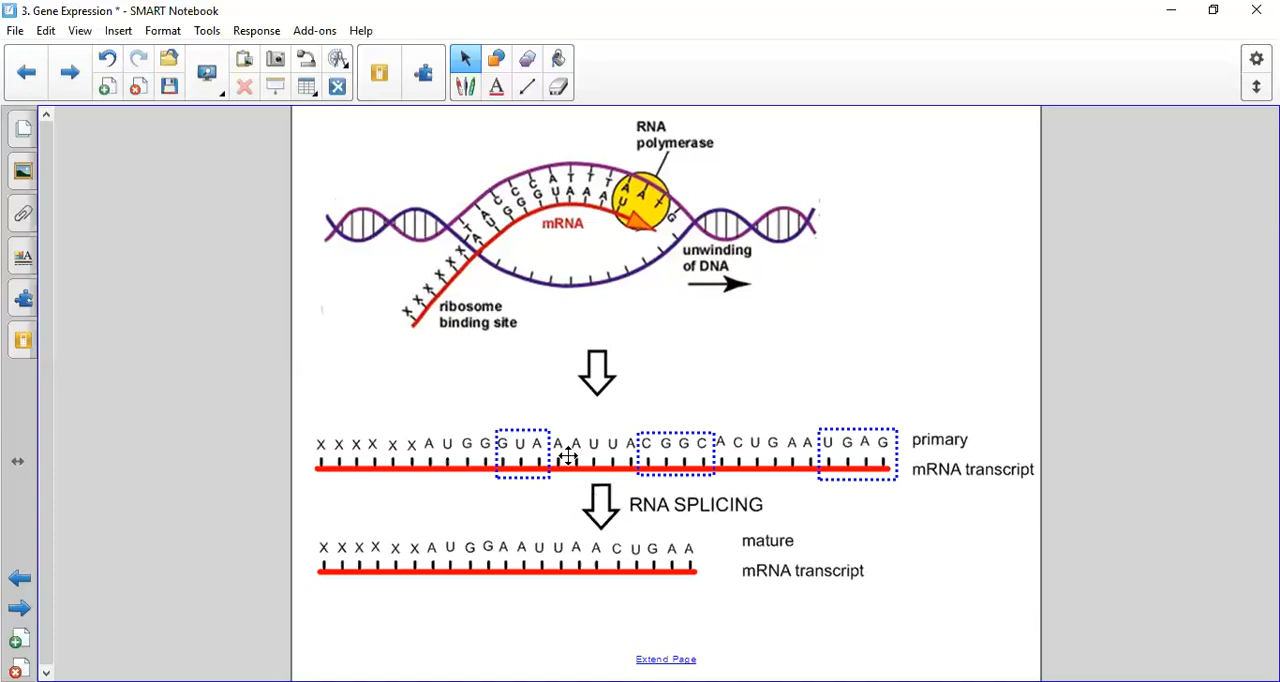 3. Gene Expression * - SMART Notebook
File Edit View Insert Format Tools Response Add-ons Help
RNA
polymerase
T A C C C A T T T A A T G
A U G G G U A A A U
mRNA
X X X X X X
unwinding
of DNA
ribosome
binding site
X X X X X X A U G G G U A A A U U A C G G C A C U G A A U G A G
primary
mRNA transcript
RNA SPLICING
X X X X X X A U G G A A U U A A C U G A A
mature
mRNA transcript
Extend Page